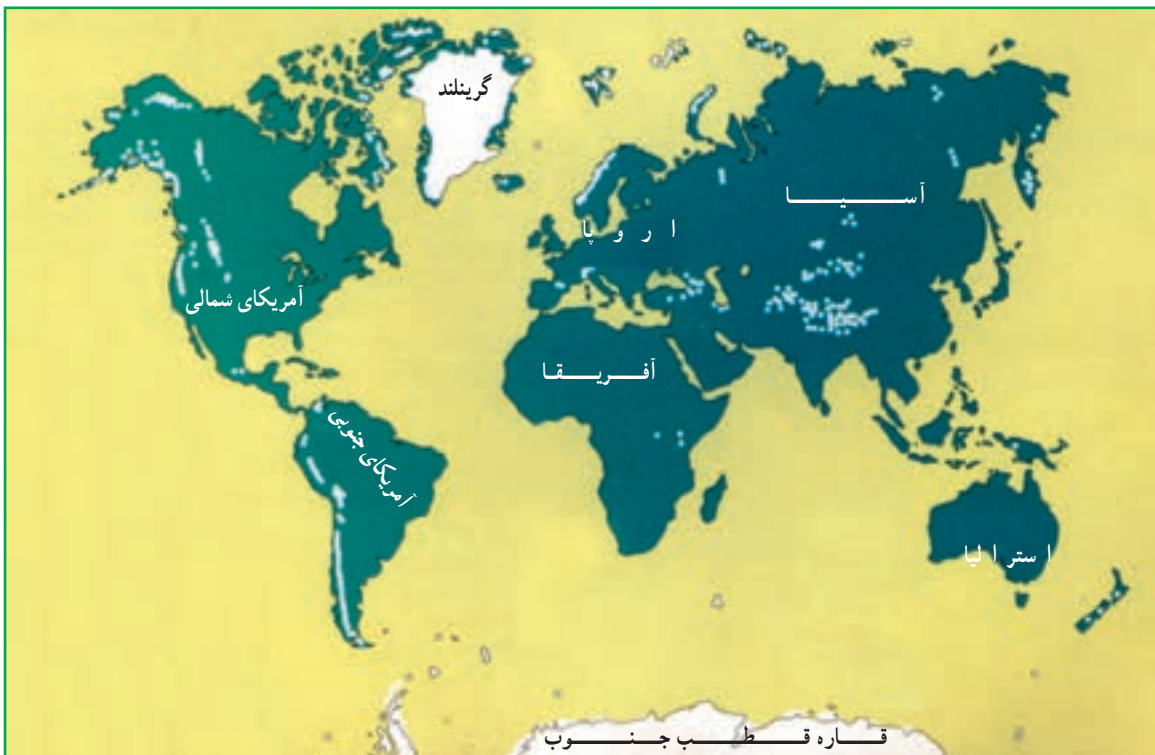 گرینلند
آسیا
اروپا
آمریکای شمالی
آفریقا
آمریکای جنوبی
استرالیا
قاره قطب جنوب